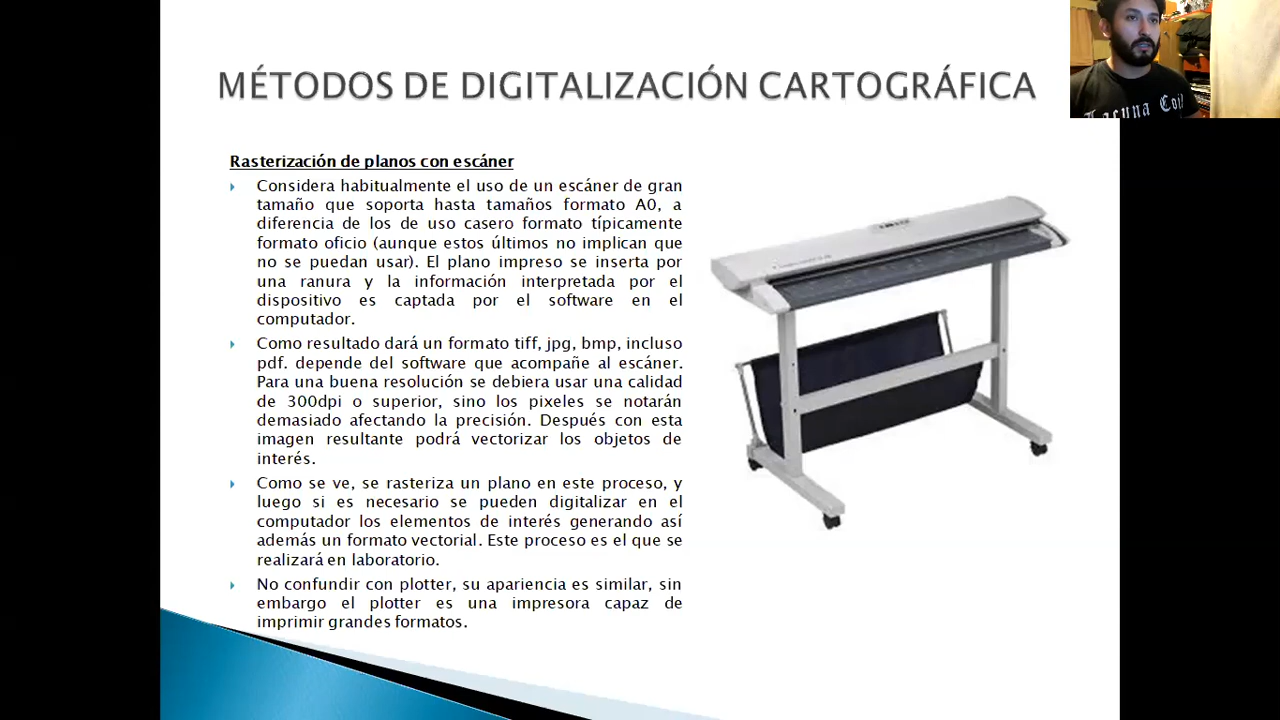 MÉTODOS DE DIGITALIZACIÓN CARTOGRÁFICA
Rasterización de planos con escáner
Considera habitualmente el uso de un escáner de gran
tamaño que soporta hasta tamaños formato A0, a
diferencia de los de uso casero formato típicamente
formato oficio (aunque estos últimos no implican que
no se puedan usar). El plano impreso se inserta por
una ranura y la información interpretada por el
dispositivo es captada por el software en el
computador.
Como resultado dará un formato tiff, jpg, bmp, incluso
pdf. depende del software que acompañe al escáner.
Para una buena resolución se debiera usar una calidad
de 300dpi o superior, sino los pixeles se notarán
demasiado afectando la precisión. Después con esta
imagen resultante podrá vectorizar los objetos de
interés.
Como se ve, se rasteriza un plano en este proceso, y
luego si es necesario se pueden digitalizar en el
computador los elementos de interés generando así
además un formato vectorial. Este proceso es el que se
realizará en laboratorio.
No confundir con plotter, su apariencia es similar, sin
embargo el plotter es una impresora capaz de
imprimir grandes formatos.
Lacuna Coil